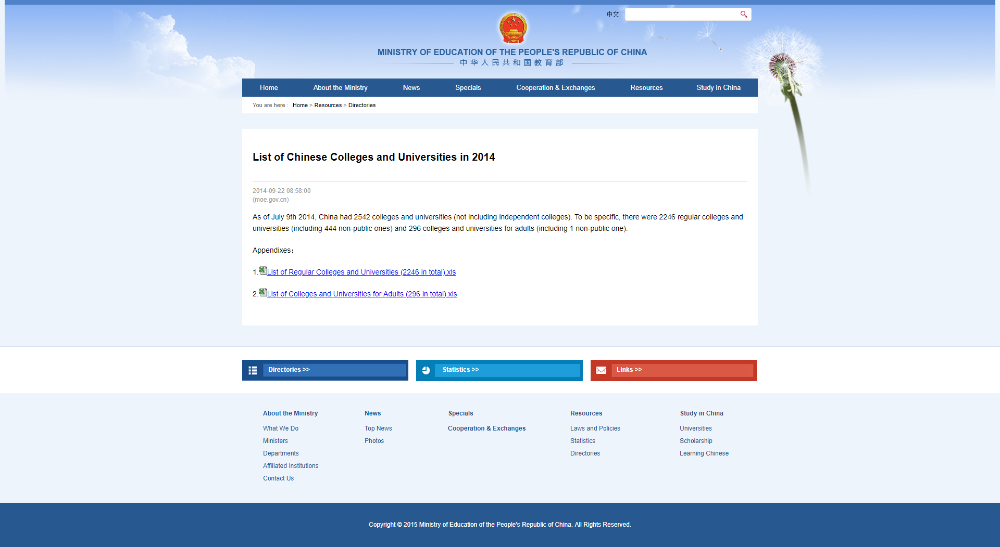 中文
MINISTRY OF EDUCATION OF THE PEOPLE'S REPUBLIC OF CHINA
中华人民共和国教育部
Home About the Ministry News Specials Cooperation & Exchanges Resources Study in China
You are here : Home > Resources > Directories
List of Chinese Colleges and Universities in 2014
2014-09-22 08:58:00
(moe.gov.cn)
As of July 9th 2014, China had 2542 colleges and universities (not including independent colleges). To be specific, there were 2246 regular colleges and
universities (including 444 non-public ones) and 296 colleges and universities for adults (including 1 non-public one).
Appendixes：
1.List of Regular Colleges and Universities (2246 in total).xls
2.List of Colleges and Universities for Adults (296 in total).xls
Directories >> Statistics >> Links >>
About the Ministry
What We Do
Ministers
Departments
Affiliated Institutions
Contact Us
News
Top News
Photos
Specials
Cooperation & Exchanges
Resources
Laws and Policies
Statistics
Directories
Study in China
Universities
Scholarship
Learning Chinese
Copyright © 2015 Ministry of Education of the People's Republic of China. All Rights Reserved.